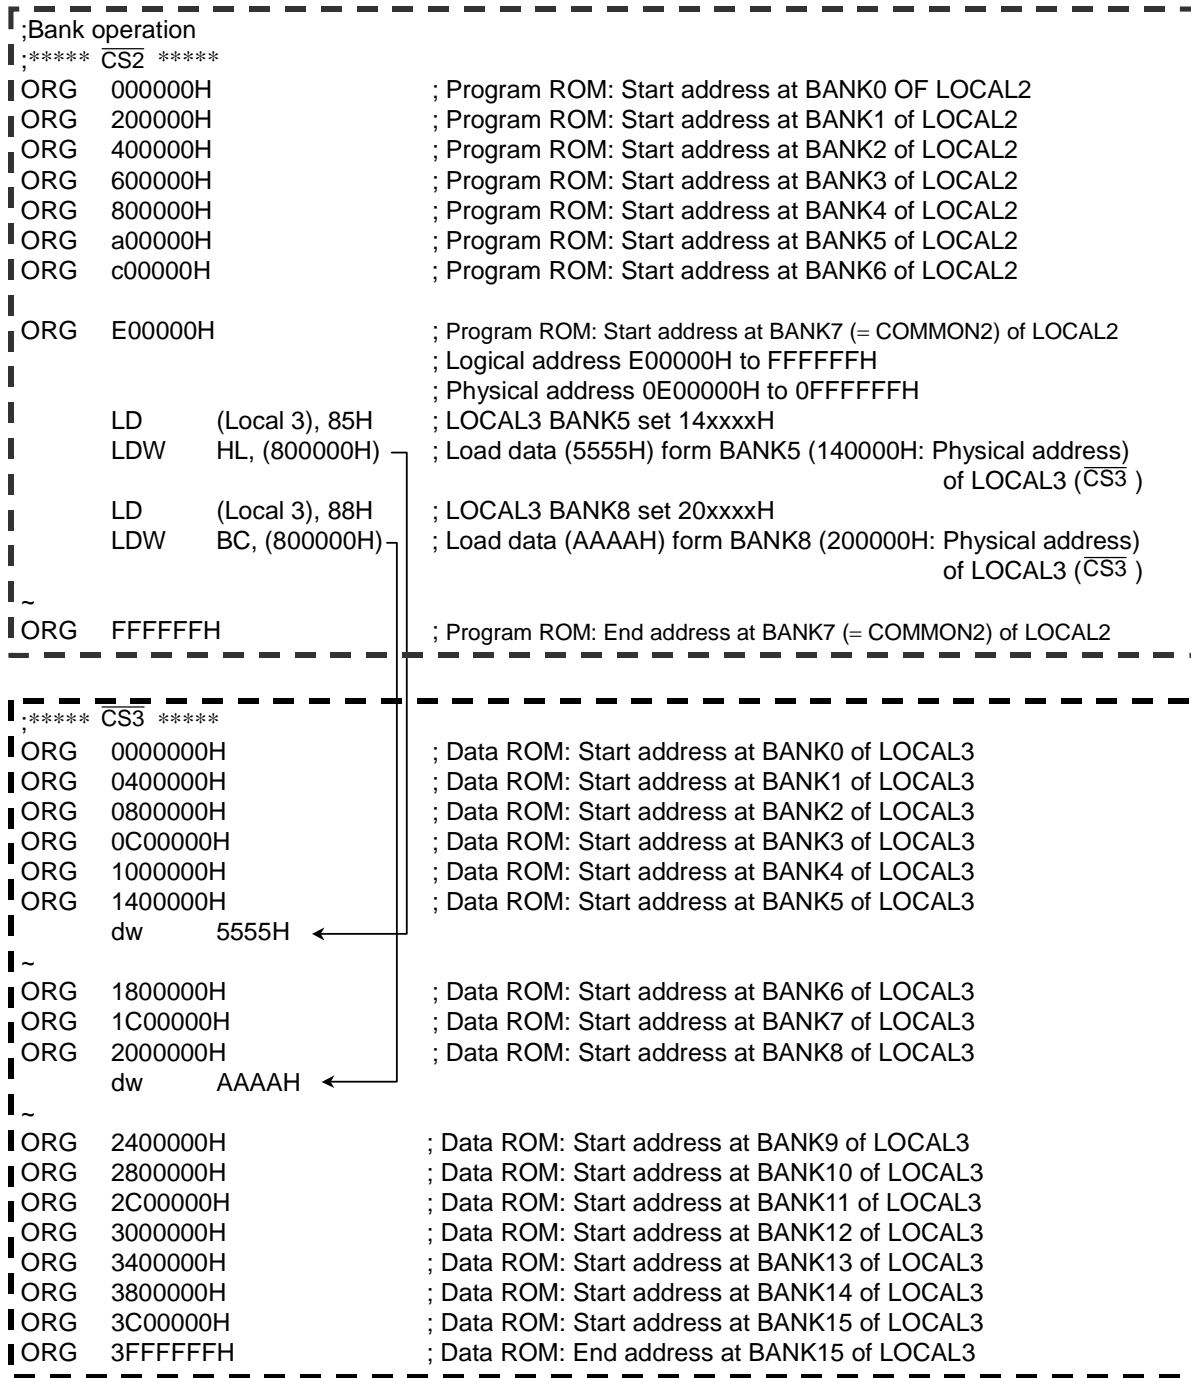 ;Bank operation
;***** CS2 *****
ORG 000000H ; Program ROM: Start address at BANK0 OF LOCAL2
ORG 200000H ; Program ROM: Start address at BANK1 of LOCAL2
ORG 400000H ; Program ROM: Start address at BANK2 of LOCAL2
ORG 600000H ; Program ROM: Start address at BANK3 of LOCAL2
ORG 800000H ; Program ROM: Start address at BANK4 of LOCAL2
ORG a00000H ; Program ROM: Start address at BANK5 of LOCAL2
ORG c00000H ; Program ROM: Start address at BANK6 of LOCAL2
ORG E00000H ; Program ROM: Start address at BANK7 (= COMMON2) of LOCAL2
; Logical address E00000H to FFFFFFH
; Physical address 0E00000H to 0FFFFFFH
LD (Local 3), 85H ; LOCAL3 BANK5 set 14xxxxH
LDW HL, (800000H) ; Load data (5555H) form BANK5 (140000H: Physical address)
of LOCAL3 (CS3 )
LD (Local 3), 88H ; LOCAL3 BANK8 set 20xxxxH
LDW BC, (800000H) ; Load data (AAAAH) form BANK8 (200000H: Physical address)
of LOCAL3 (CS3 )
~
ORG FFFFFFH ; Program ROM: End address at BANK7 (= COMMON2) of LOCAL2
;***** CS3 *****
ORG 0000000H ; Data ROM: Start address at BANK0 of LOCAL3
ORG 0400000H ; Data ROM: Start address at BANK1 of LOCAL3
ORG 0800000H ; Data ROM: Start address at BANK2 of LOCAL3
ORG 0C00000H ; Data ROM: Start address at BANK3 of LOCAL3
ORG 1000000H ; Data ROM: Start address at BANK4 of LOCAL3
ORG 1400000H ; Data ROM: Start address at BANK5 of LOCAL3
dw 5555H
~
ORG 1800000H ; Data ROM: Start address at BANK6 of LOCAL3
ORG 1C00000H ; Data ROM: Start address at BANK7 of LOCAL3
ORG 2000000H ; Data ROM: Start address at BANK8 of LOCAL3
dw AAAAH
~
ORG 2400000H ; Data ROM: Start address at BANK9 of LOCAL3
ORG 2800000H ; Data ROM: Start address at BANK10 of LOCAL3
ORG 2C00000H ; Data ROM: Start address at BANK11 of LOCAL3
ORG 3000000H ; Data ROM: Start address at BANK12 of LOCAL3
ORG 3400000H ; Data ROM: Start address at BANK13 of LOCAL3
ORG 3800000H ; Data ROM: Start address at BANK14 of LOCAL3
ORG 3C00000H ; Data ROM: Start address at BANK15 of LOCAL3
ORG 3FFFFFFH ; Data ROM: End address at BANK15 of LOCAL3